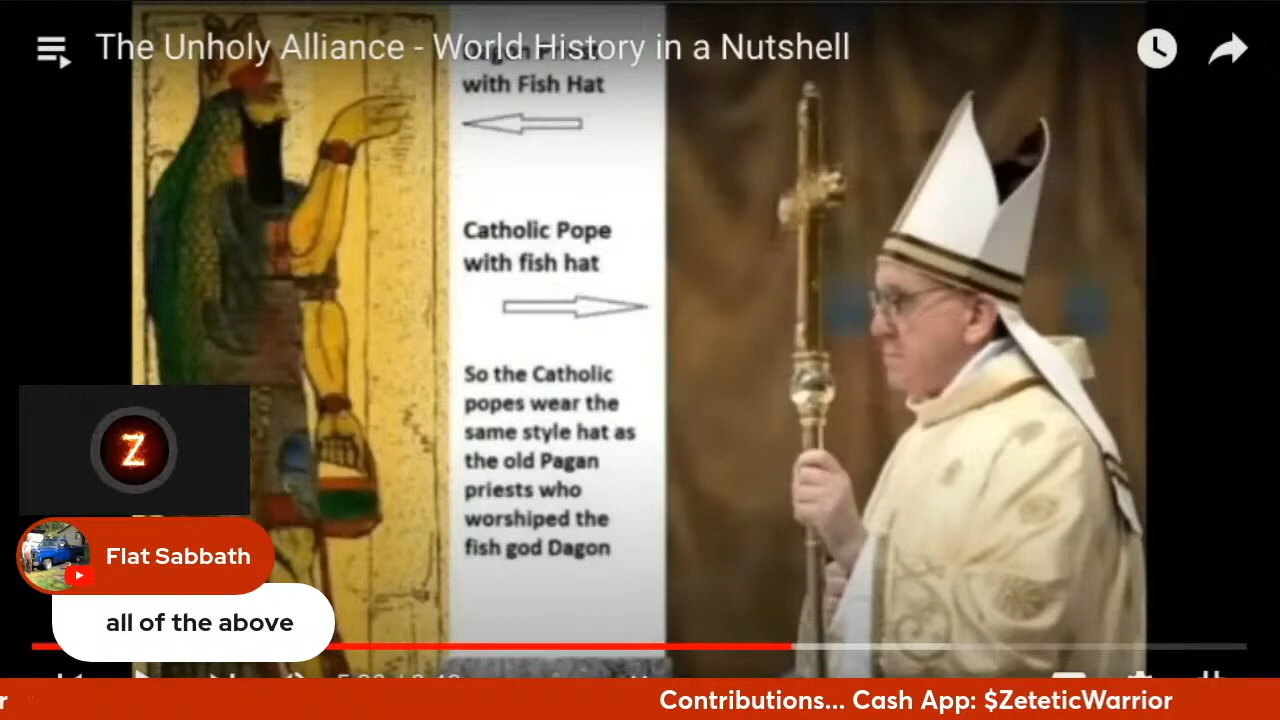 The Unholy Alliance - World History in a Nutshell
with Fish Hat
Catholic Pope
with fish hat
So the Catholic
popes wear the
same style hat as
the old Pagan
priests who
worshiped the
fish god Dagon
Z
Flat Sabbath
all of the above
r
Contributions... Cash App: $ZeteticWarrior